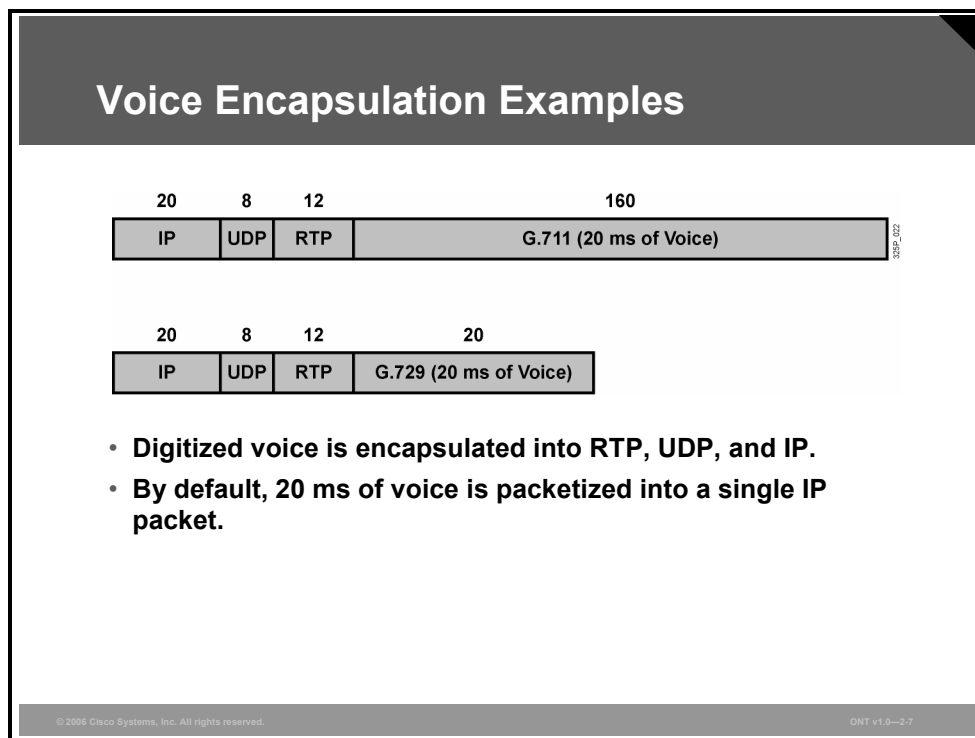 Voice Encapsulation Examples
20 8 12 160
IP UDP RTP G.711 (20 ms of Voice)
325P_022
20 8 12 20
IP UDP RTP G.729 (20 ms of Voice)
• Digitized voice is encapsulated into RTP, UDP, and IP.
• By default, 20 ms of voice is packetized into a single IP
packet.
© 2006 Cisco Systems, Inc. All rights reserved.
ONT v1.0—2-7